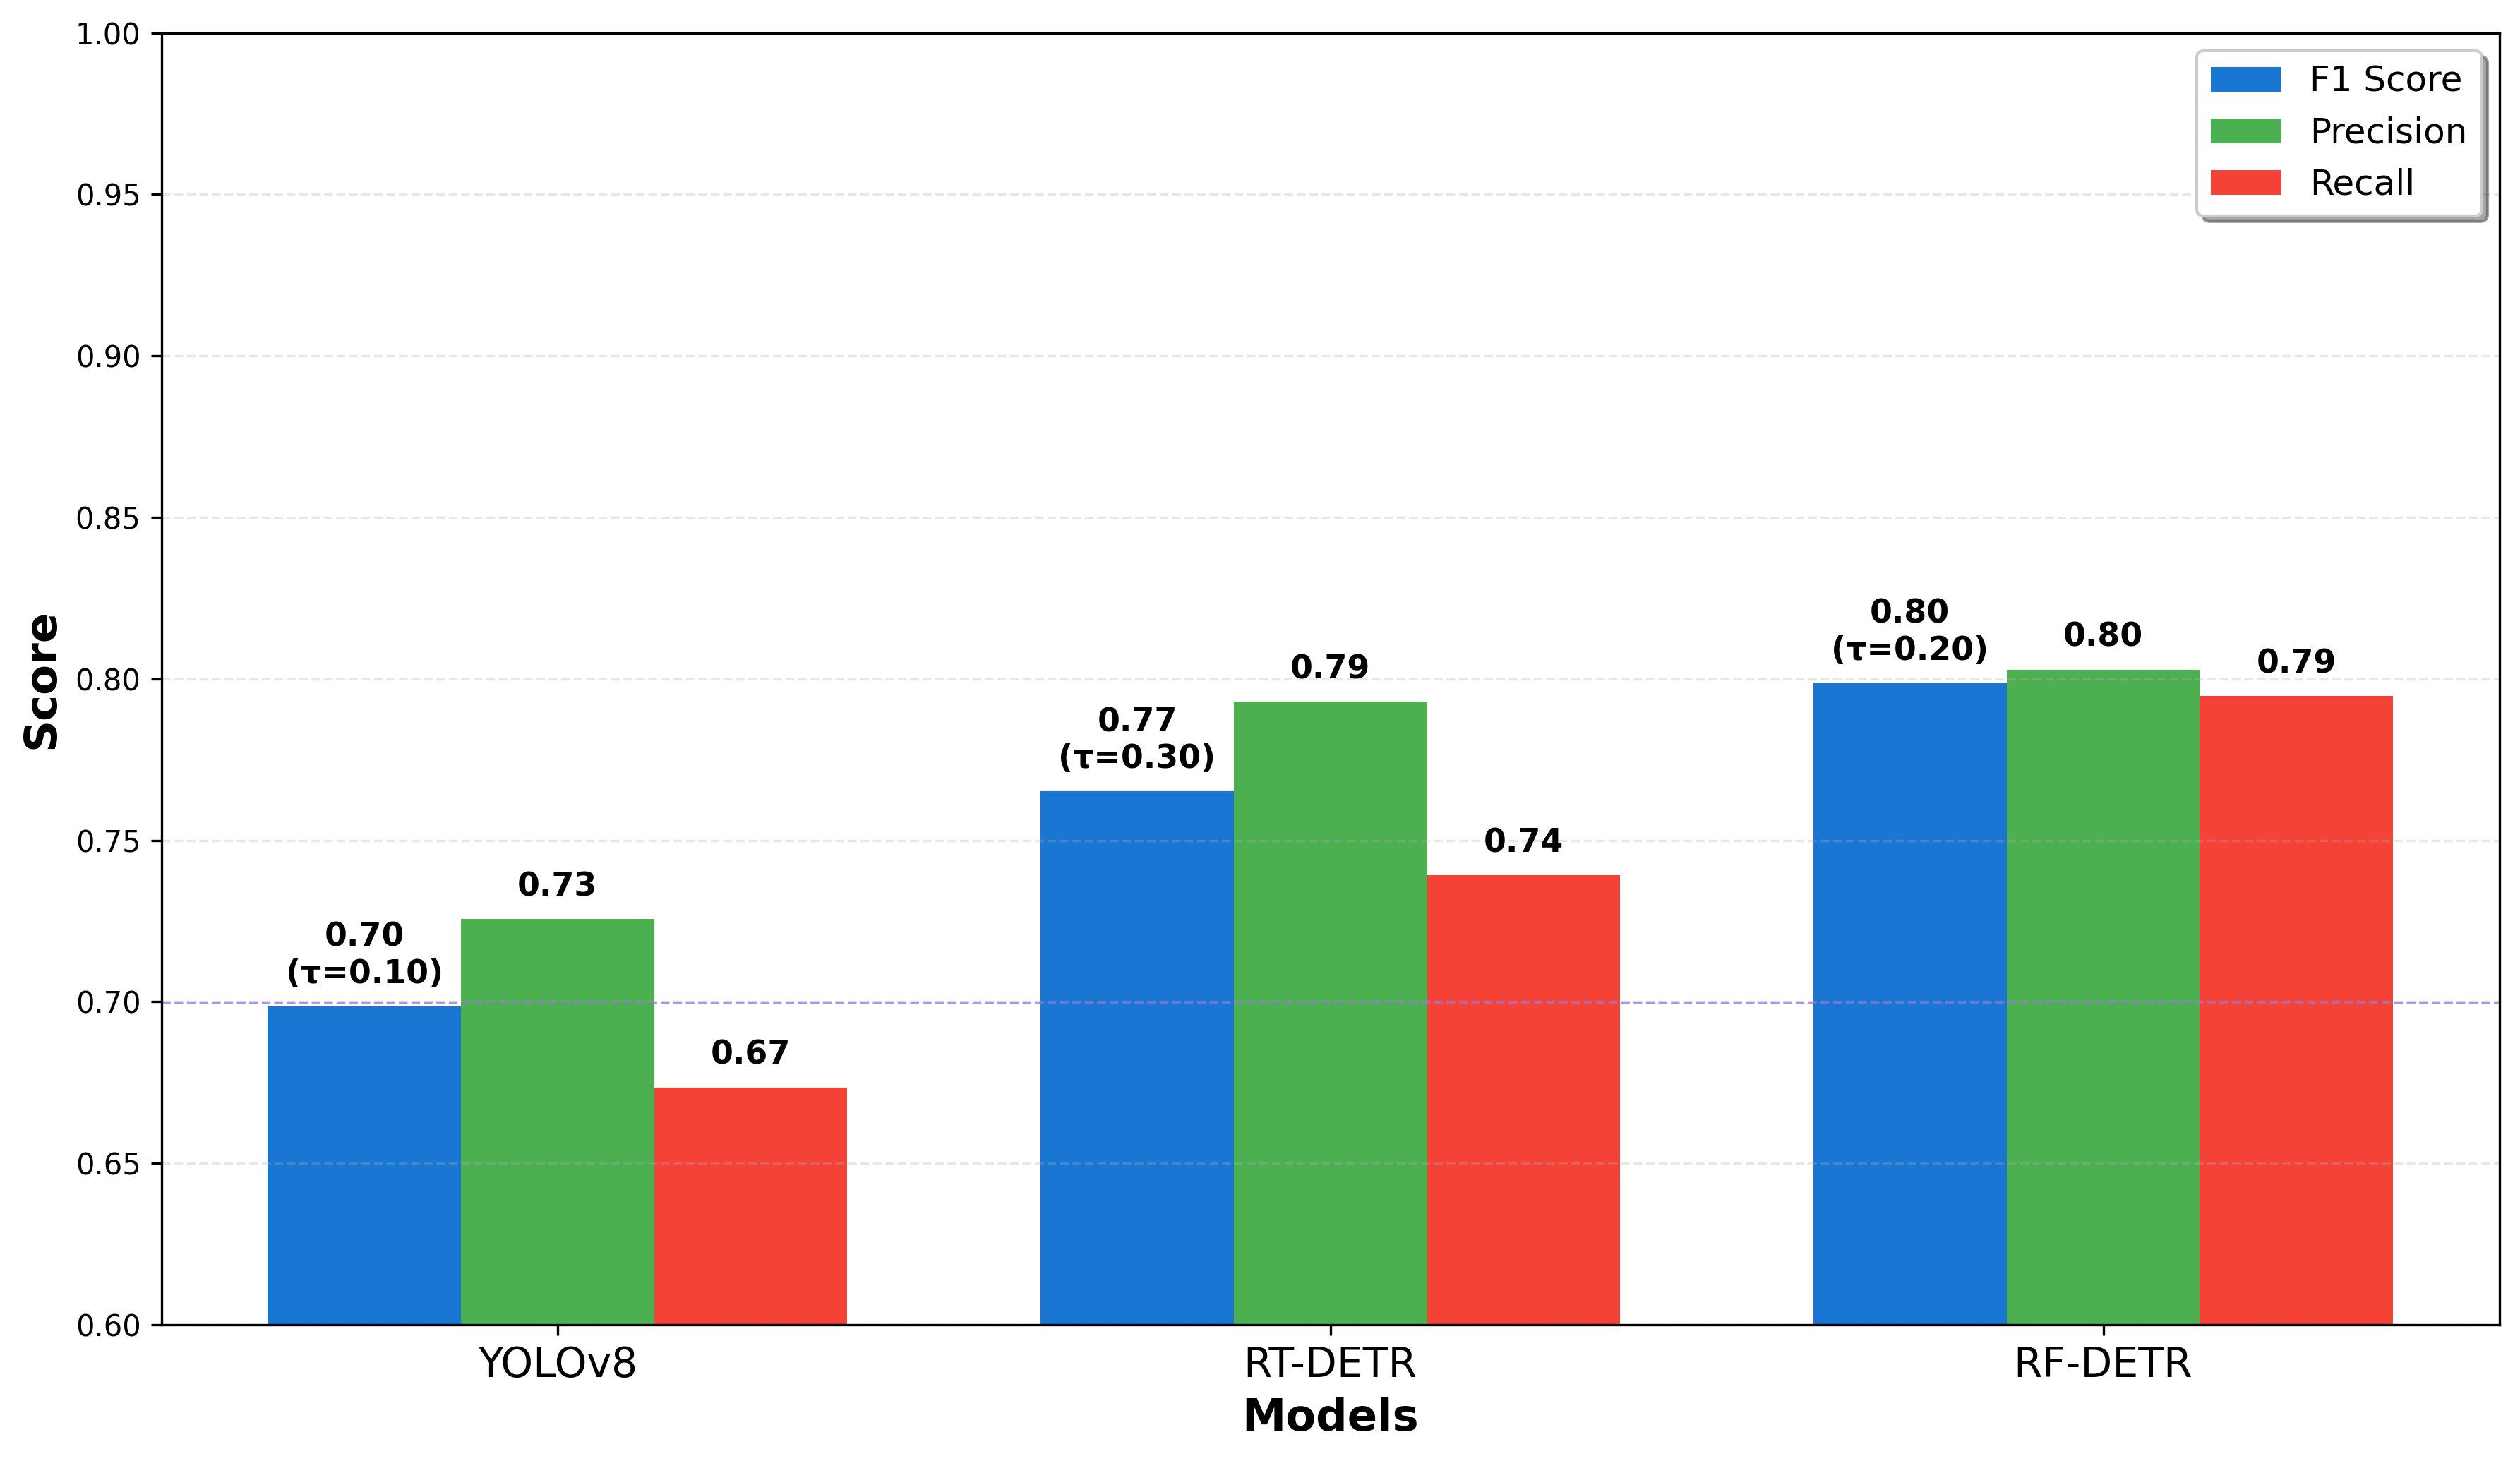 1.00
0.95
0.90
0.85
0.80
0.75
0.70
0.65
0.60
Score
F1 Score
Precision
Recall
0.70
(τ=0.10)
0.73
0.67
0.77
(τ=0.30)
0.79
0.74
0.80
(τ=0.20)
0.80
0.79
YOLOv8
RT-DETR
RF-DETR
Models